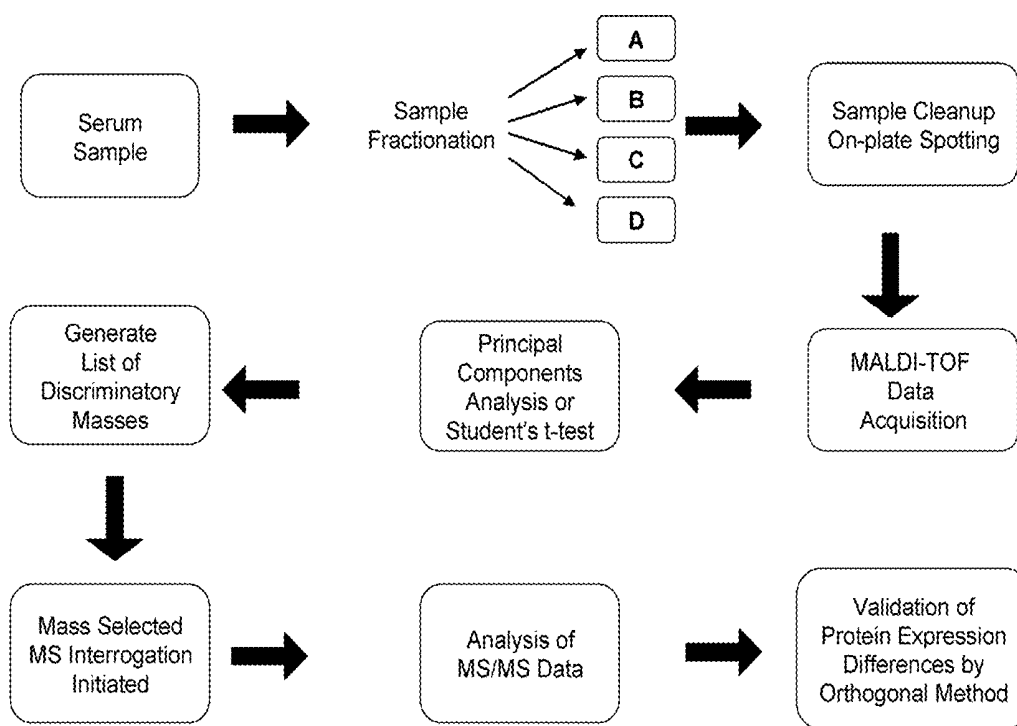 Serum
Sample
Sample
Fractionation
A
B
C
D
Sample Cleanup
On-plate Spotting
MALDI-TOF
Data
Acquisition
Principal
Components
Analysis or
Student's t-test
Generate
List of
Discriminatory
Masses
Mass Selected
MS Interrogation
Initiated
Analysis of
MS/MS Data
Validation of
Protein Expression
Differences by
Orthogonal Method